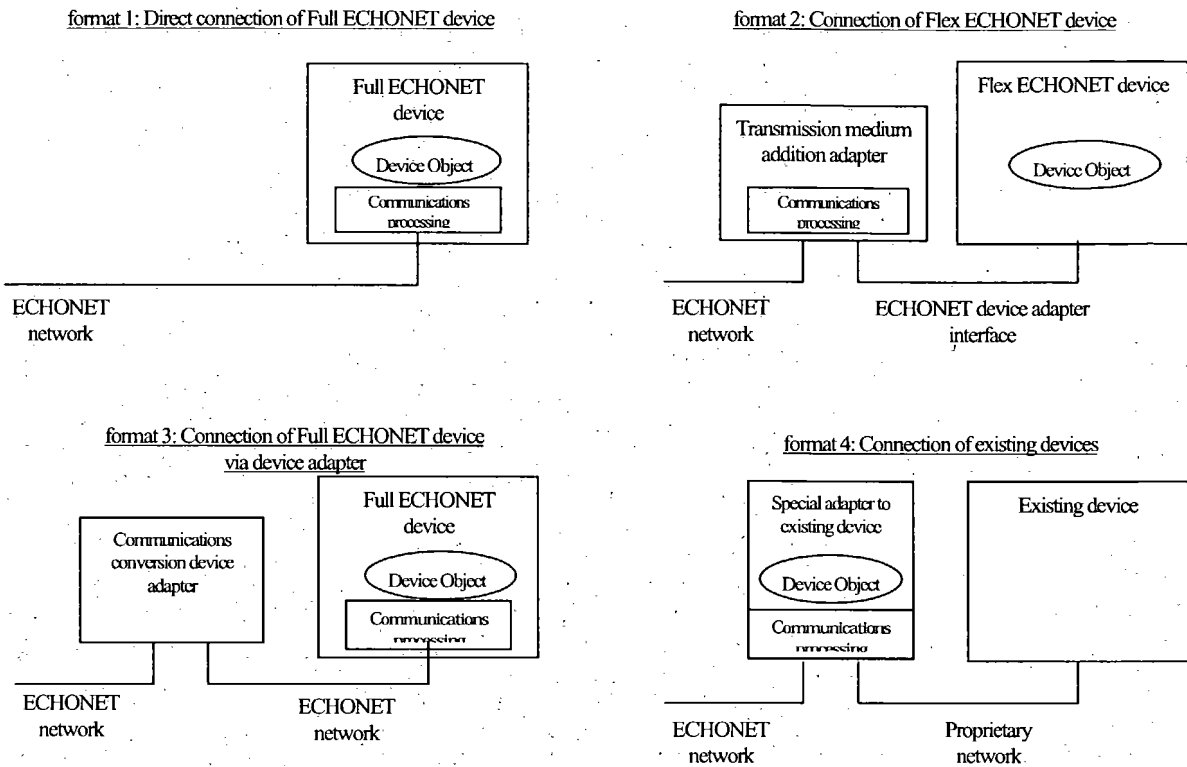 format 1: Direct connection of Full ECHONET device
Full ECHONET
device
Device Object
Communications
processing
ECHONET
network
format 2: Connection of Flex ECHONET device
Transmission medium
addition adapter
Communications
processing
Flex ECHONET device
Device Object
ECHONET
network
ECHONET device adapter
interface
format 3: Connection of Full ECHONET device
via device adapter
Communications
conversion device
adapter
Full ECHONET
device
Device Object
Communications
processing
ECHONET
network
ECHONET
network
format 4: Connection of existing devices
Special adapter to
existing device
Device Object
Communications
processing
Existing device
ECHONET
network
Proprietary
network